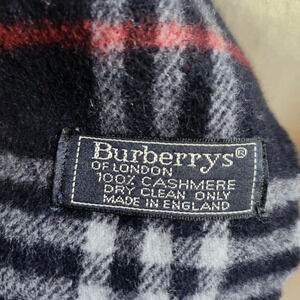 Burberrys®
OF LONDON
100% CASHMERE
DRY CLEAN ONLY
MADE IN ENGLAND